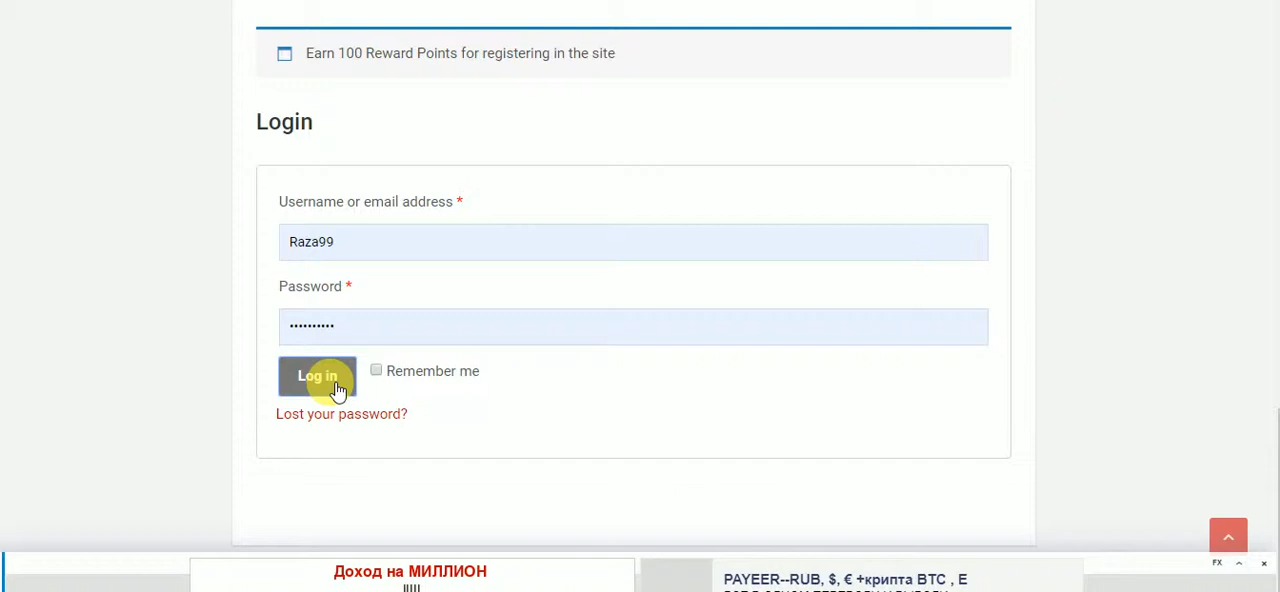 Earn 100 Reward Points for registering in the site
Login
Username or email address *
Raza99
Password *
••••••••••
Log in
Remember me
Lost your password?
FX
Доход на МИЛЛИОН
PAYEER--RUB, $, € +крипта BTC , E